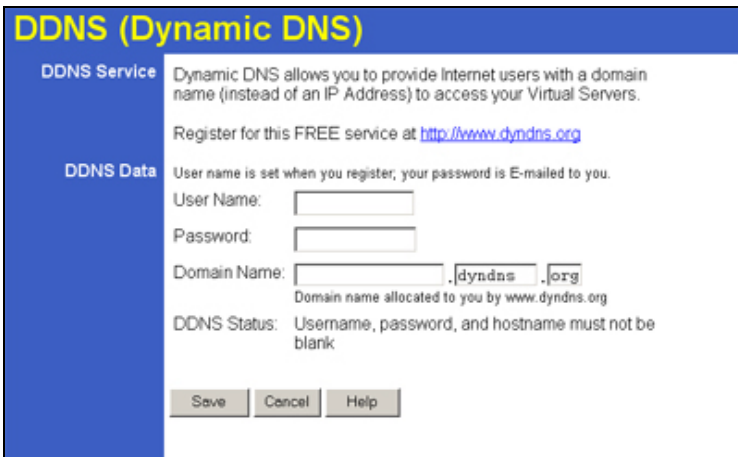 DDNS (Dynamic DNS)
DDNS Service
Dynamic DNS allows you to provide Internet users with a domain
name (instead of an IP Address) to access your Virtual Servers.
Register for this FREE service at http://www.dyndns.org
DDNS Data
User name is set when you register; your password is E-mailed to you.
User Name:
Password:
Domain Name: . dyndns . org
Domain name allocated to you by www.dyndns.org
DDNS Status: Username, password, and hostname must not be
blank
Save Cancel Help